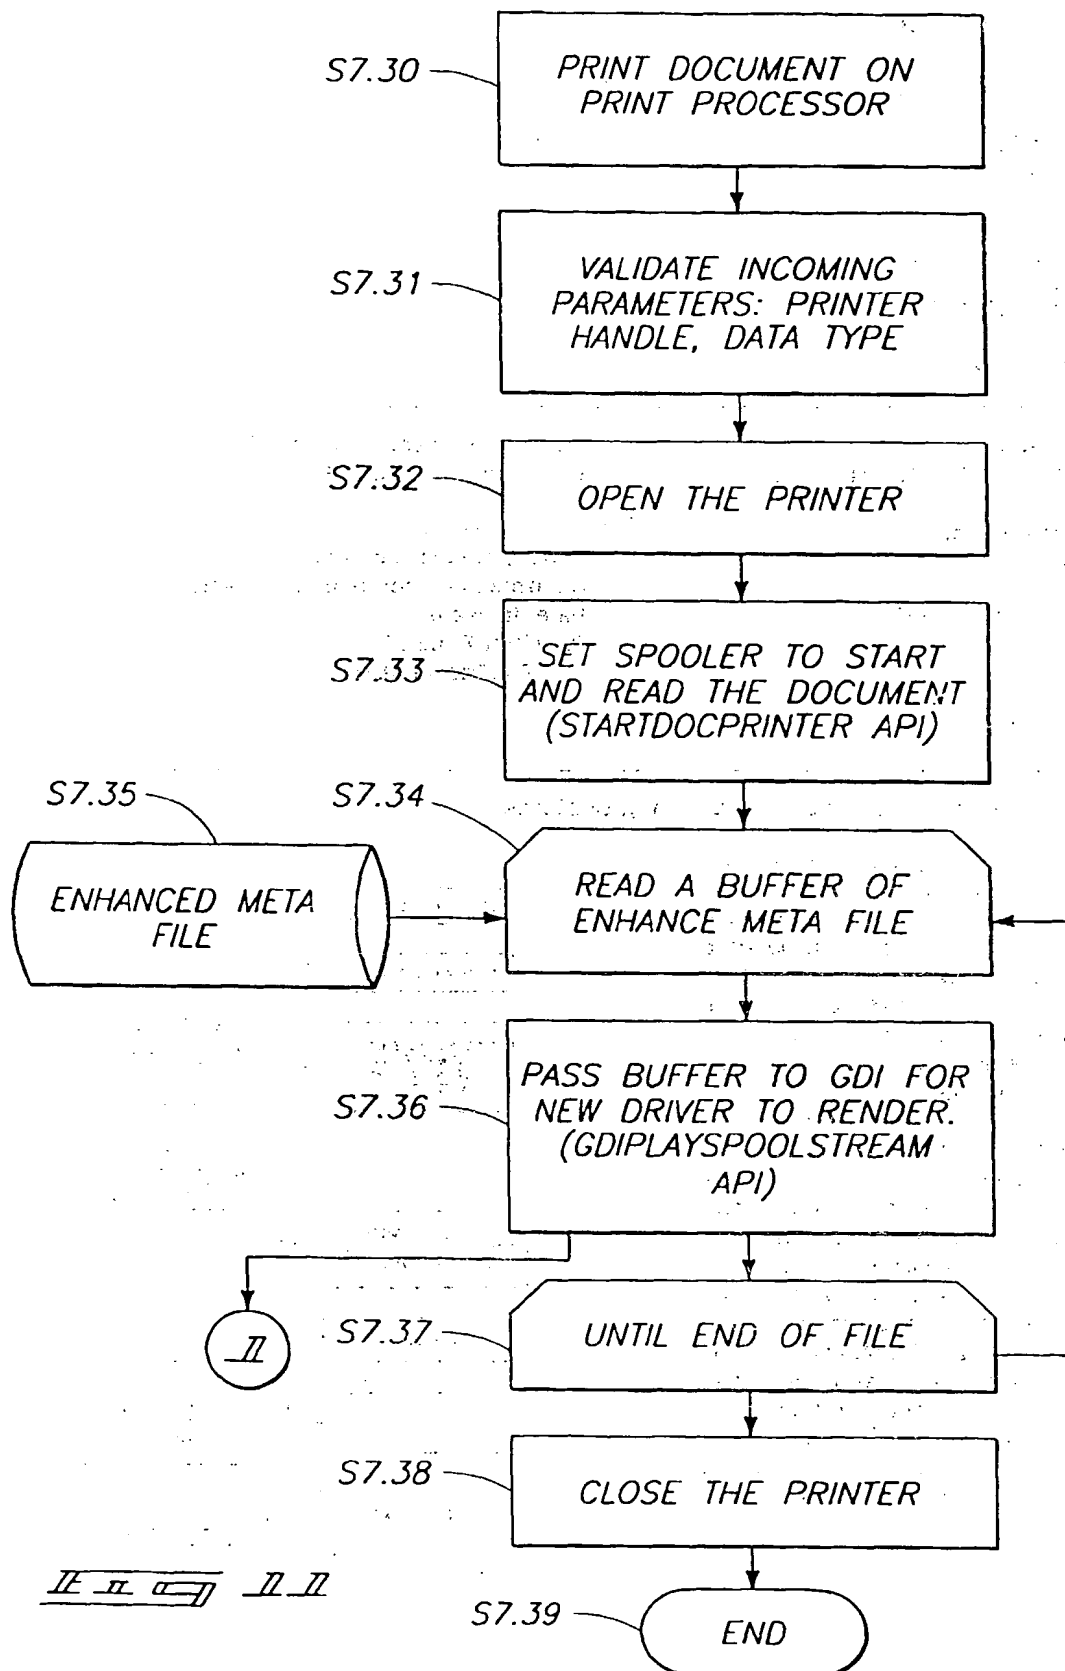 S7.30
PRINT DOCUMENT ON
PRINT PROCESSOR
S7.31
VALIDATE INCOMING
PARAMETERS: PRINTER
HANDLE, DATA TYPE
S7.32
OPEN THE PRINTER
S7.33
SET SPOOLER TO START
AND READ THE DOCUMENT
(STARTDOCPRINTER API)
S7.35
ENHANCED META
FILE
S7.34
READ A BUFFER OF
ENHANCE META FILE
S7.36
PASS BUFFER TO GDI FOR
NEW DRIVER TO RENDER.
(GDIPLAYSPOOLSTREAM
API)
S7.37
UNTIL END OF FILE
S7.38
CLOSE THE PRINTER
S7.39
END